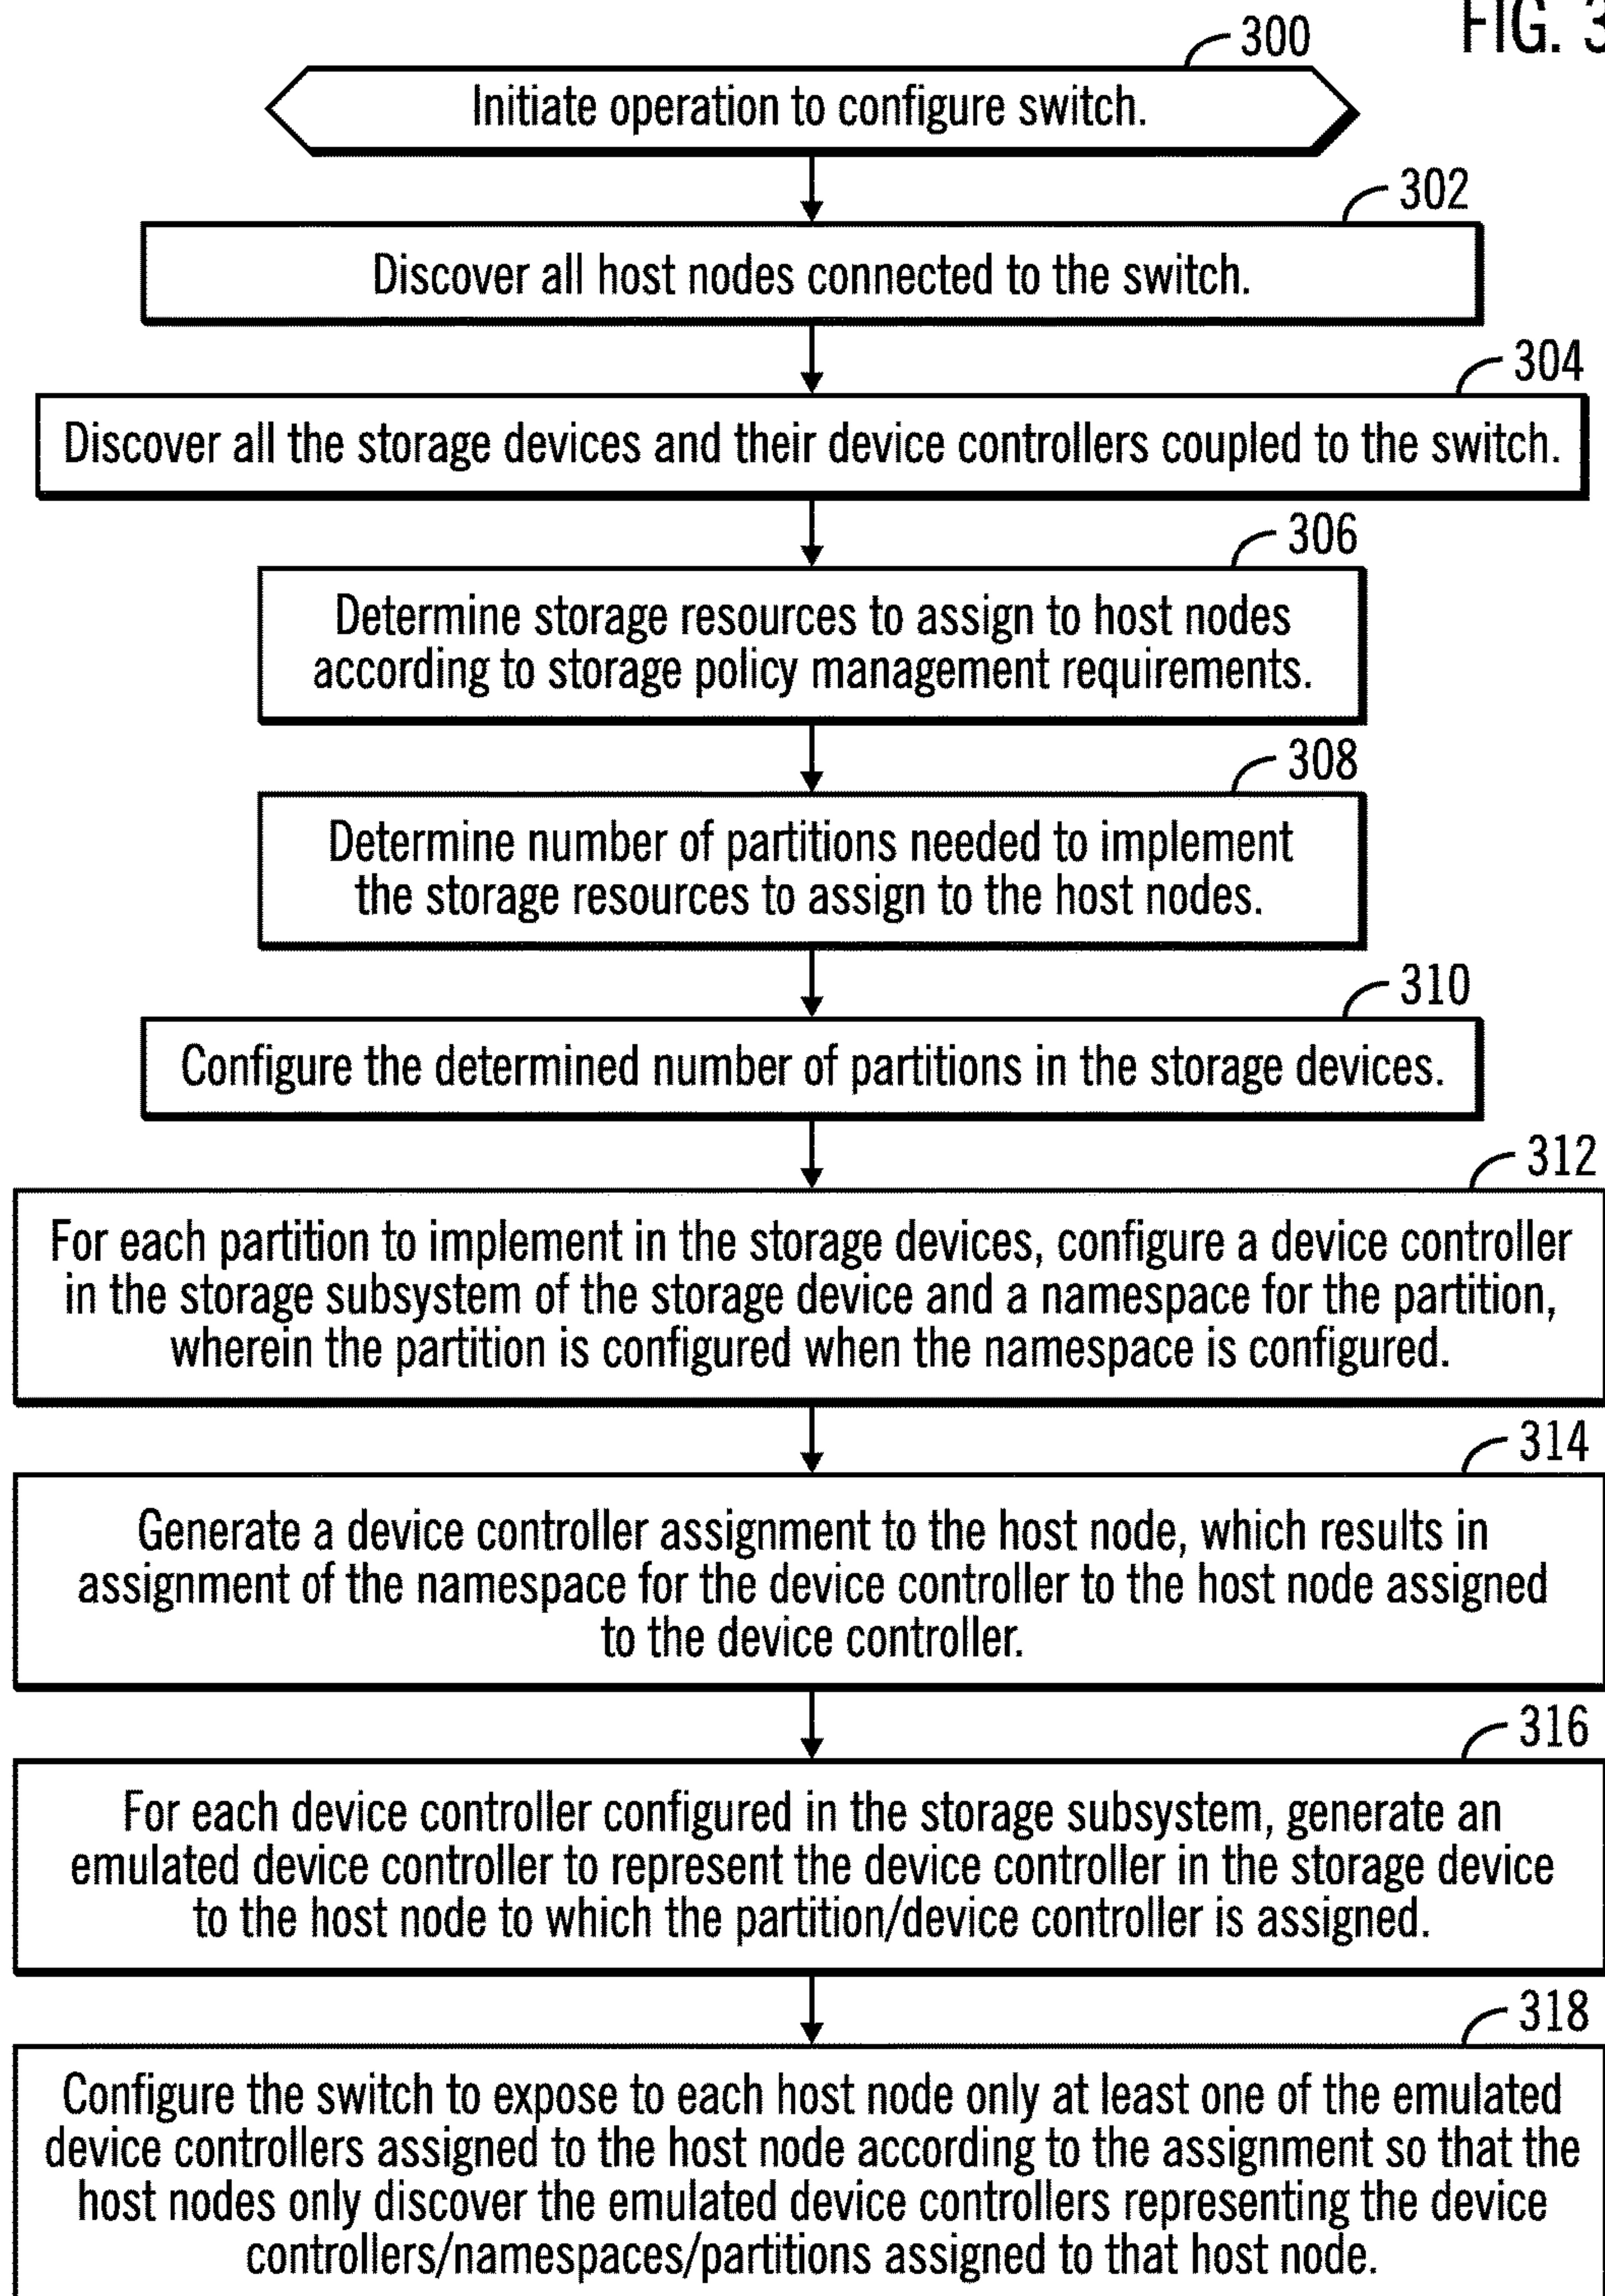 FIG. 3
300
Initiate operation to configure switch.
302
Discover all host nodes connected to the switch.
304
Discover all the storage devices and their device controllers coupled to the switch.
306
Determine storage resources to assign to host nodes
according to storage policy management requirements.
308
Determine number of partitions needed to implement
the storage resources to assign to the host nodes.
310
Configure the determined number of partitions in the storage devices.
312
For each partition to implement in the storage devices, configure a device controller
in the storage subsystem of the storage device and a namespace for the partition,
wherein the partition is configured when the namespace is configured.
314
Generate a device controller assignment to the host node, which results in
assignment of the namespace for the device controller to the host node assigned
to the device controller.
316
For each device controller configured in the storage subsystem, generate an
emulated device controller to represent the device controller in the storage device
to the host node to which the partition/device controller is assigned.
318
Configure the switch to expose to each host node only at least one of the emulated
device controllers assigned to the host node according to the assignment so that the
host nodes only discover the emulated device controllers representing the device
controllers/namespaces/partitions assigned to that host node.